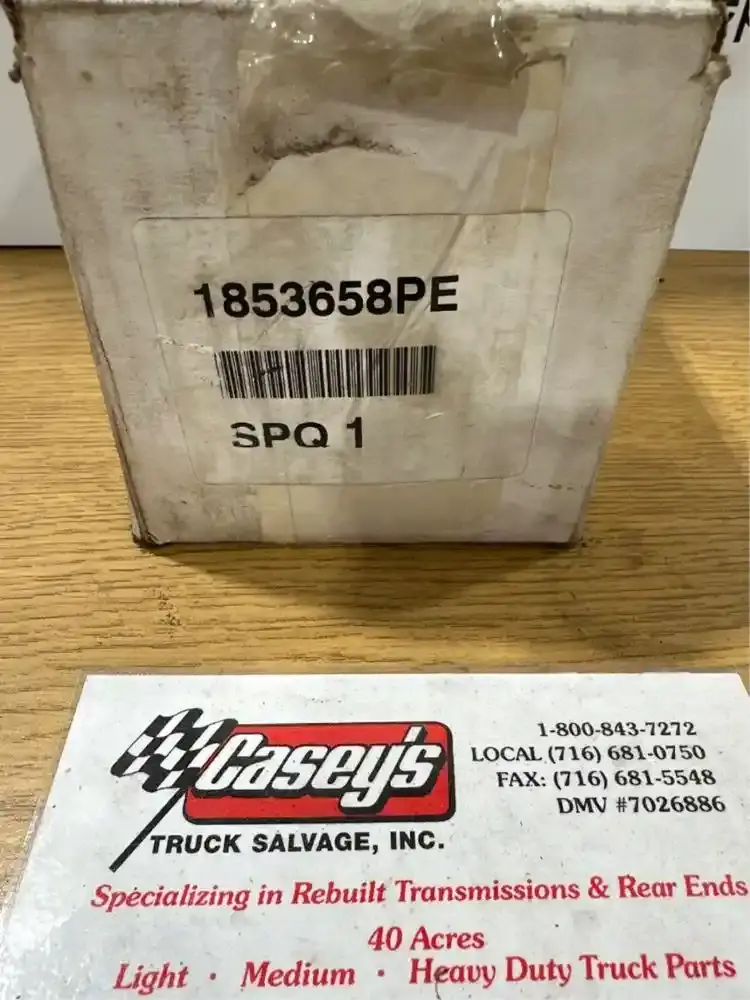 1853658PE
SPQ 1
Casey's
TRUCK SALVAGE, INC.
1-800-843-7272
LOCAL (716) 681-0750
FAX: (716) 681-5548
DMV #7026886
Specializing in Rebuilt Transmissions & Rear Ends
40 Acres
Light · Medium · Heavy Duty Truck Parts